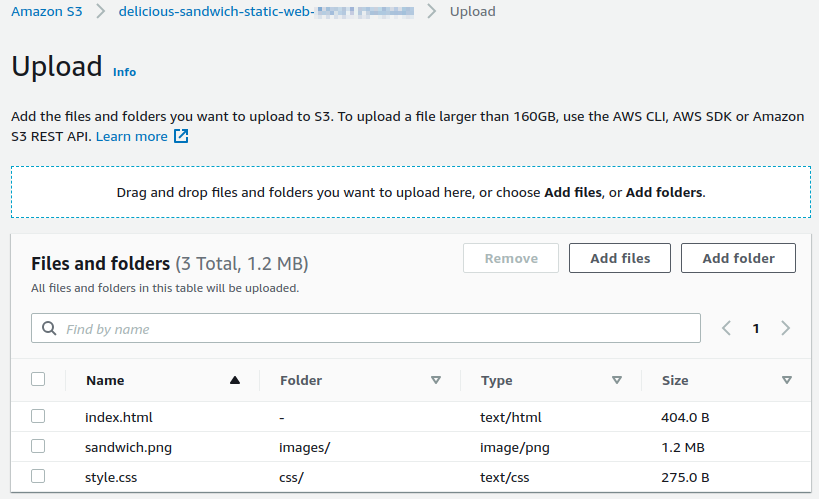 Amazon S3 > delicious-sandwich-static-web- > Upload
Upload Info
Add the files and folders you want to upload to S3. To upload a file larger than 160GB, use the AWS CLI, AWS SDK or Amazon
S3 REST API. Learn more
Drag and drop files and folders you want to upload here, or choose Add files, or Add folders.
Files and folders (3 Total, 1.2 MB)
Remove Add files Add folder
All files and folders in this table will be uploaded.
Find by name
< 1 >
Name Folder Type Size
index.html - text/html 404.0 B
sandwich.png images/ image/png 1.2 MB
style.css css/ text/css 275.0 B